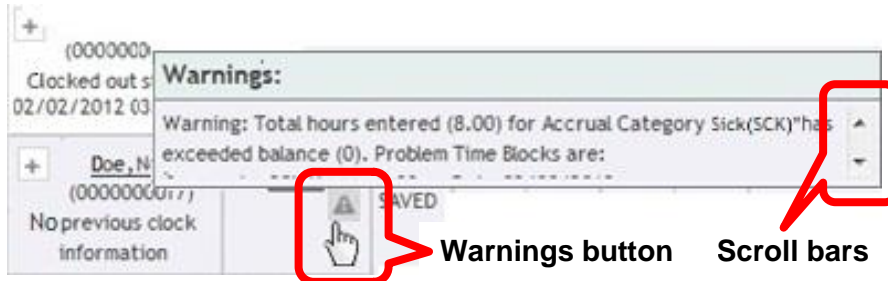 +
(0000000
Clocked out s
02/02/2012 03
Warnings:
Warning: Total hours entered (8.00) for Accrual Category Sick(SCK)"has
exceeded balance (0). Problem Time Blocks are:
+ Doe,N
(0000000017)
No previous clock
information
SAVED
Warnings button
Scroll bars